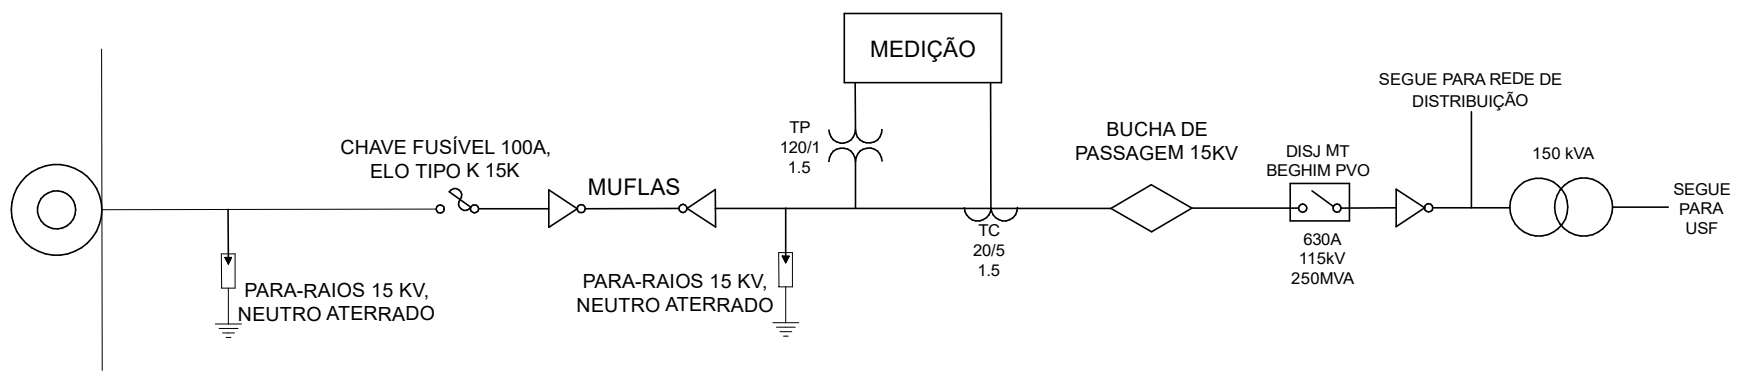 MEDIÇÃO
SEGUE PARA REDE DE
DISTRIBUIÇÃO
CHAVE FUSÍVEL 100A,
ELO TIPO K 15K
MUFLAS
TP
120/1
1.5
BUCHA DE
PASSAGEM 15KV
DISJ MT
BEGHIM PVO
150 kVA
SEGUE
PARA
USF
PARA-RAIOS 15 KV,
NEUTRO ATERRADO
PARA-RAIOS 15 KV,
NEUTRO ATERRADO
TC
20/5
1.5
630A
115kV
250MVA